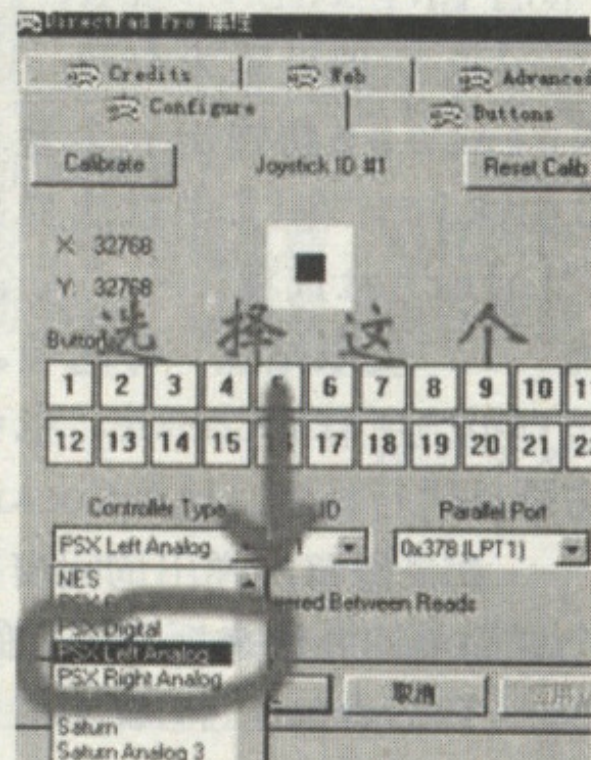 DirectPad Pro 属性
Credits Web Advanced
Configure Buttons
Calibrate Joystick ID #1 Reset Calib
X: 32768
Y: 32768
选择这个
Buttons
1 2 3 4 5 6 7 8 9 10
12 13 14 15 16 17 18 19 20 21
Controller Type ID Parallel Port
PSX Left Analog 0x378 (LPT1)
NES
Between Reads
PSX Digital
PSX Left Analog
PSX Right Analog
取消
Saturn
Saturn Analog 3